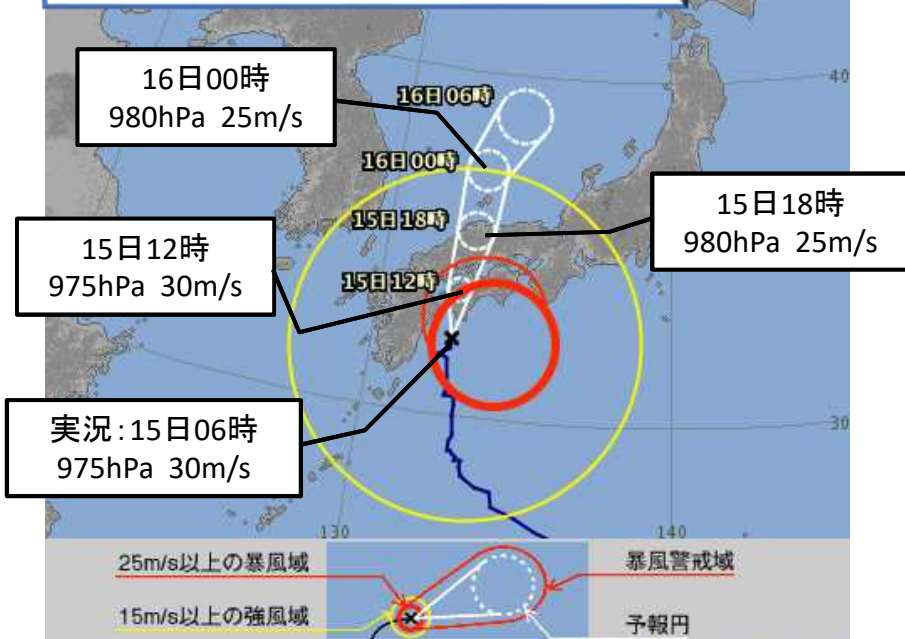 16日00時
980hPa 25m/s
40
16日06時
16日00時
15日18時
980hPa 25m/s
15日18時
15日12時
975hPa 30m/s
15日12時
実況:15日06時
975hPa 30m/s
30
130
140
25m/s以上の暴風域
暴風警戒域
15m/s以上の強風域
予報円